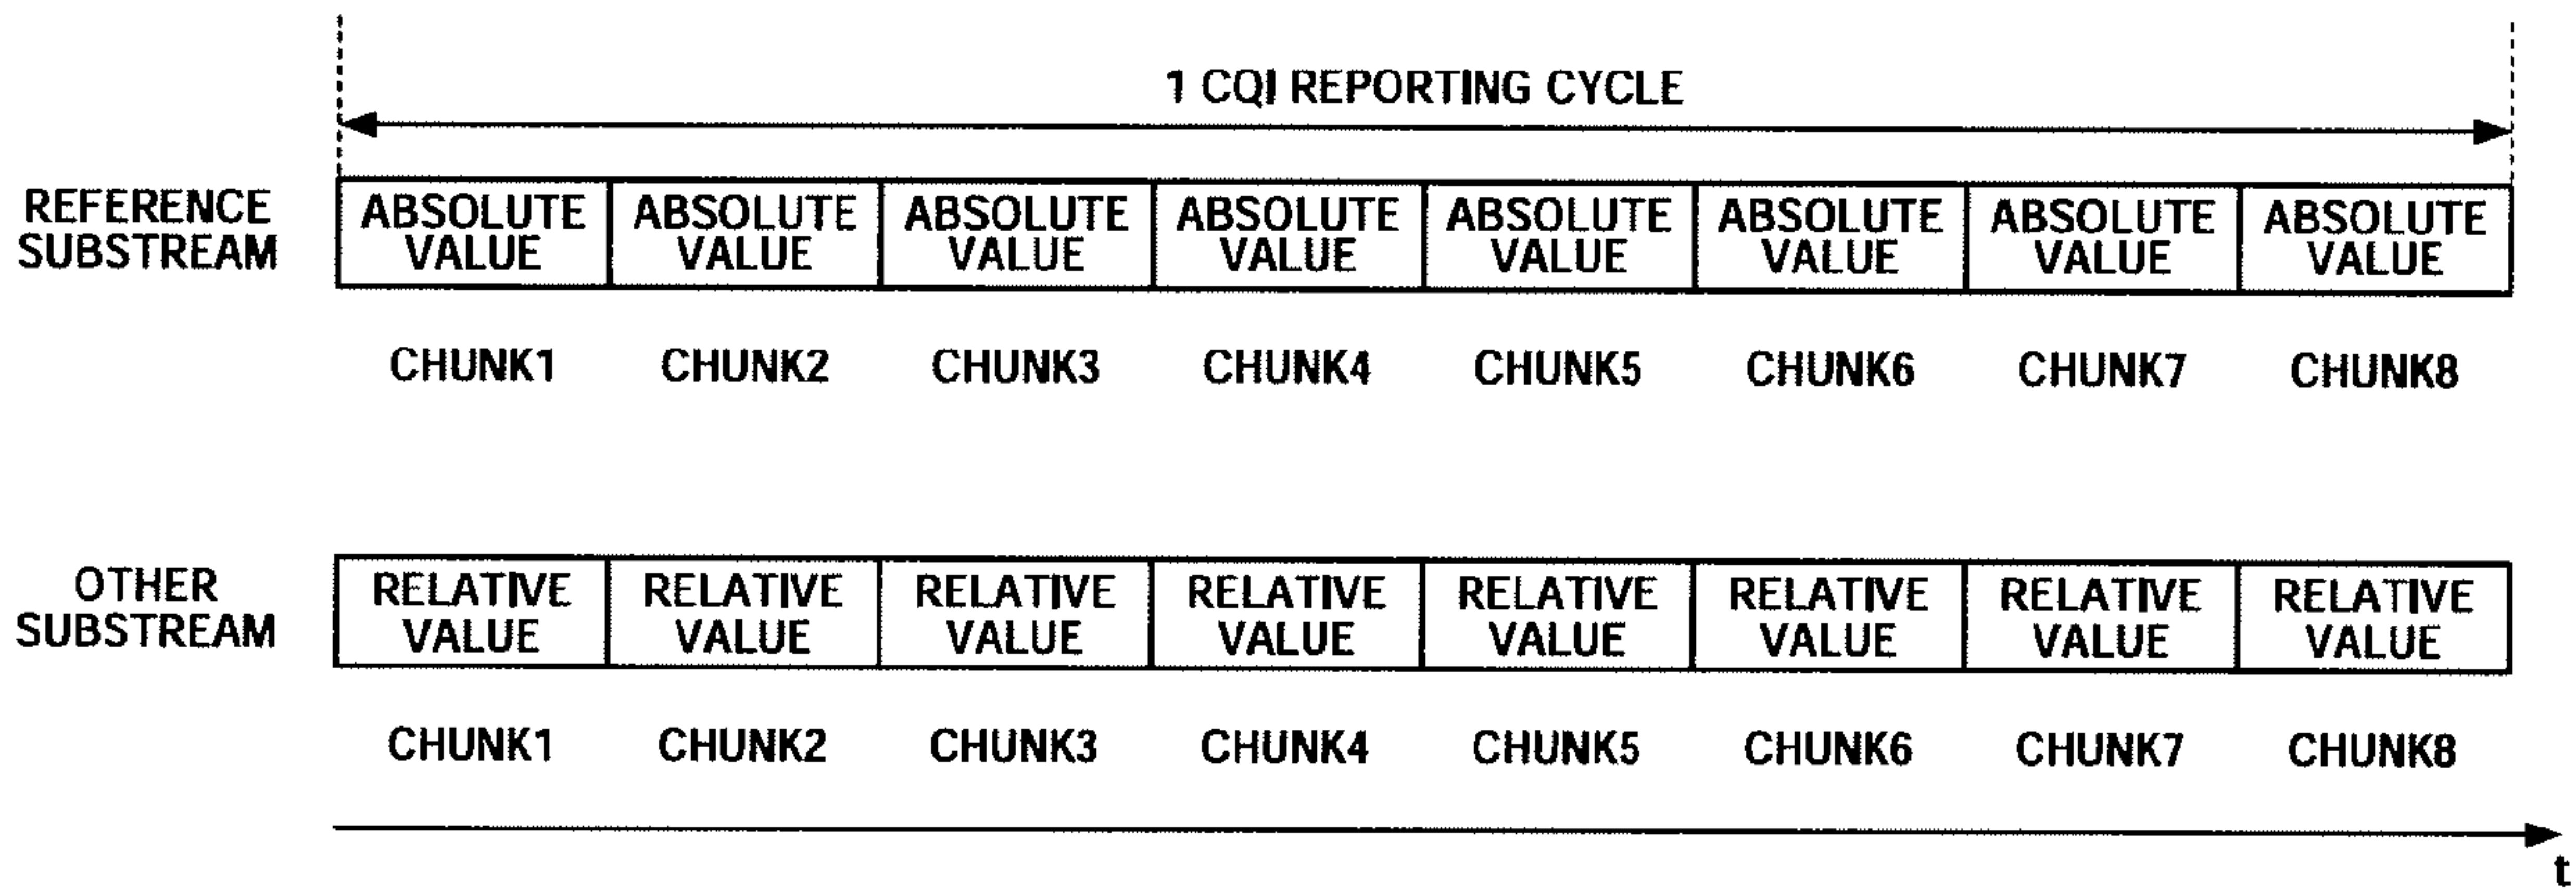 1 CQI REPORTING CYCLE
REFERENCE
SUBSTREAM
ABSOLUTE VALUE ABSOLUTE VALUE ABSOLUTE VALUE ABSOLUTE VALUE ABSOLUTE VALUE ABSOLUTE VALUE ABSOLUTE VALUE ABSOLUTE VALUE
CHUNK1 CHUNK2 CHUNK3 CHUNK4 CHUNK5 CHUNK6 CHUNK7 CHUNK8
OTHER
SUBSTREAM
RELATIVE VALUE RELATIVE VALUE RELATIVE VALUE RELATIVE VALUE RELATIVE VALUE RELATIVE VALUE RELATIVE VALUE RELATIVE VALUE
CHUNK1 CHUNK2 CHUNK3 CHUNK4 CHUNK5 CHUNK6 CHUNK7 CHUNK8
t